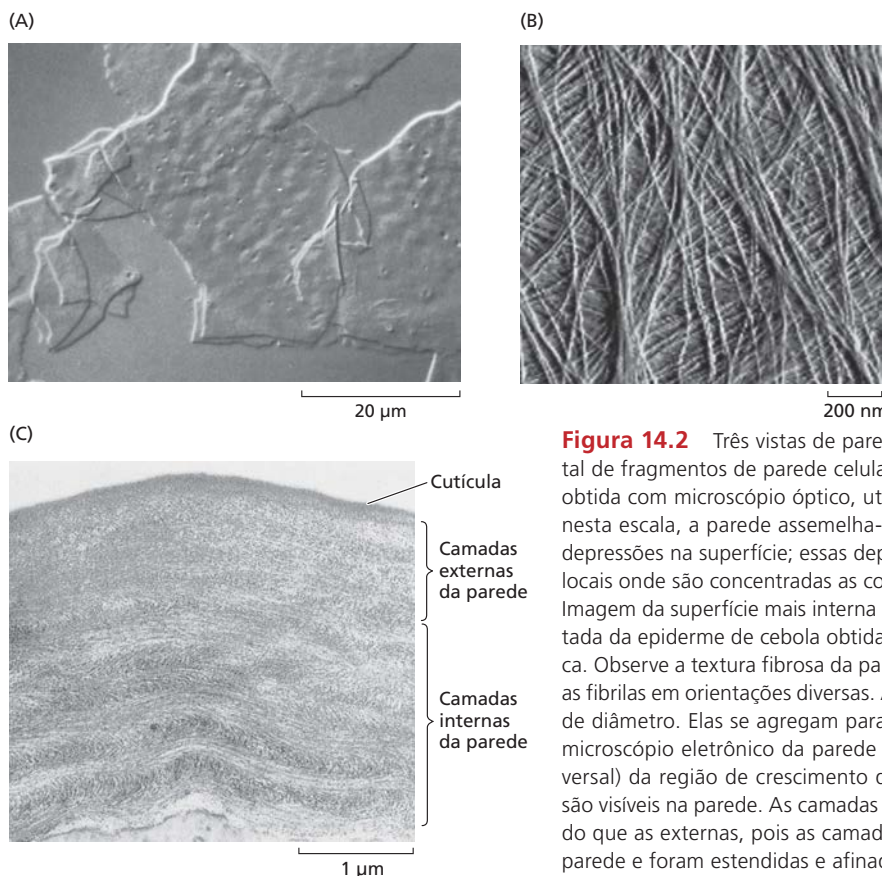 (A)
(B)
20 µm
200 nm
(C)
Cutícula
Camadas
externas
da parede
Camadas
internas
da parede
1 µm
Figura 14.2 Três vistas de pare
tal de fragmentos de parede celula
obtida com microscópio óptico, ut
nesta escala, a parede assemelha-
depressões na superfície; essas dep
locais onde são concentradas as co
Imagem da superfície mais interna
tada da epiderme de cebola obtida
ca. Observe a textura fibrosa da pa
as fibrilas em orientações diversas. A
de diâmetro. Elas se agregam para
microscópio eletrônico da parede
versal) da região de crescimento d
são visíveis na parede. As camadas
do que as externas, pois as camad
parede e foram estendidas e afinad